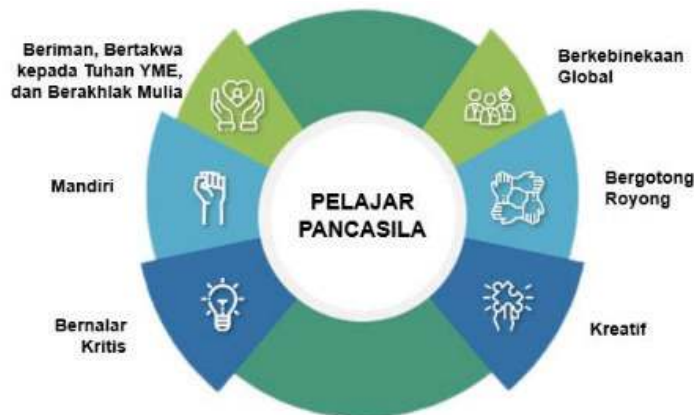 Beriman, Bertakwa
kepada Tuhan YME,
dan Berakhlak Mulia
Berkebinekaan
Global
Mandiri
PELAJAR
PANCASILA
Bergotong
Royong
Bernalar
Kritis
Kreatif